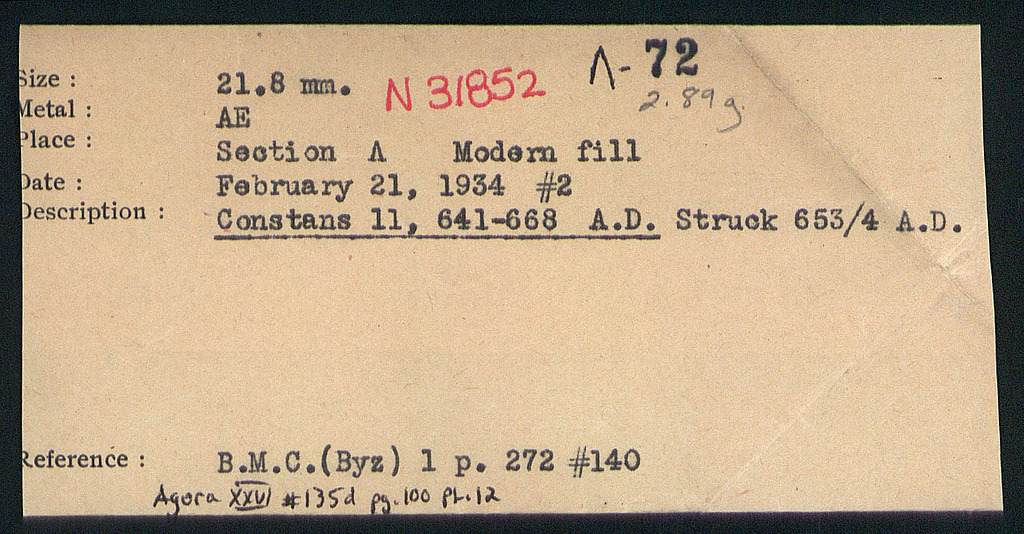 Λ- 72
Size : 21.8 mm. N 31852
2.89 g.
Metal : AE
Place : Section Λ Modern fill
Date : February 21, 1934 #2
Description : Constans 11, 641-668 A.D. Struck 653/4 A.D.
Reference : B.M.C.(Byz) 1 p. 272 #140
Agora XXVI #135d pg.100 Pl.12